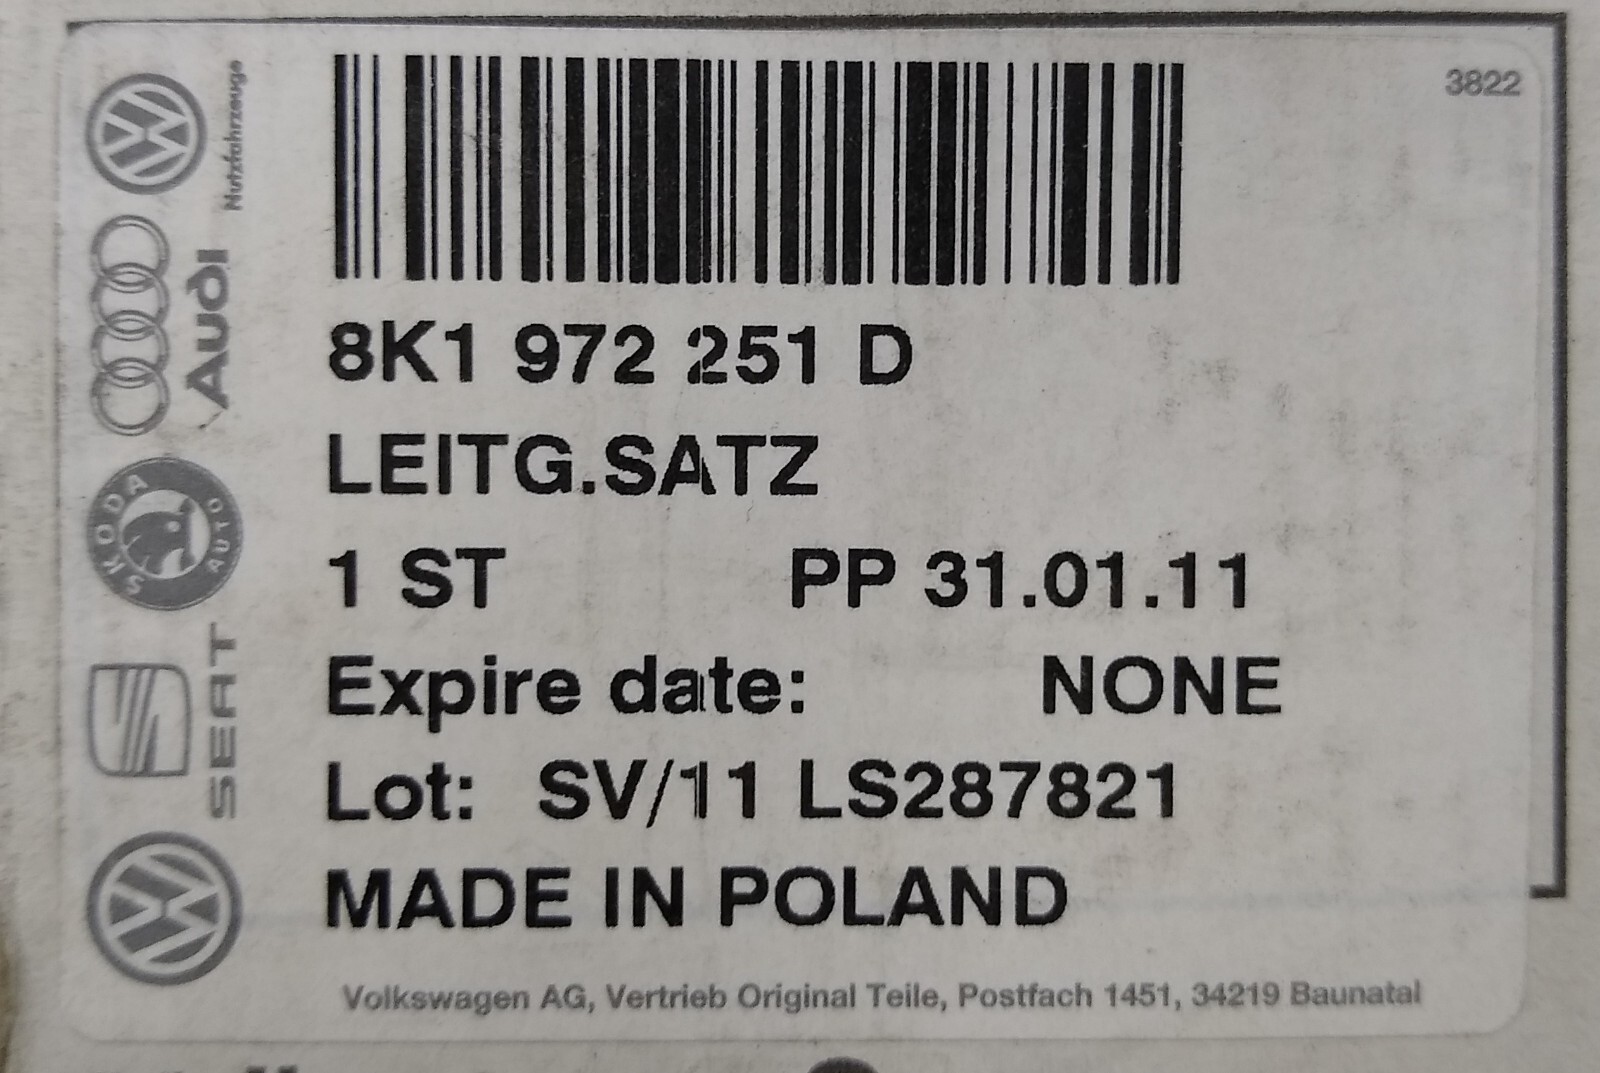 3822
8K1 972 251 D
LEITG.SATZ
1 ST PP 31.01.11
Expire date: NONE
Lot: SV/11 LS287821
MADE IN POLAND
Volkswagen AG, Vertrieb Original Teile, Postfach 1451, 34219 Baunatal
Nutzfahrzeuge
Audi
SKODA AUTO
SEAT